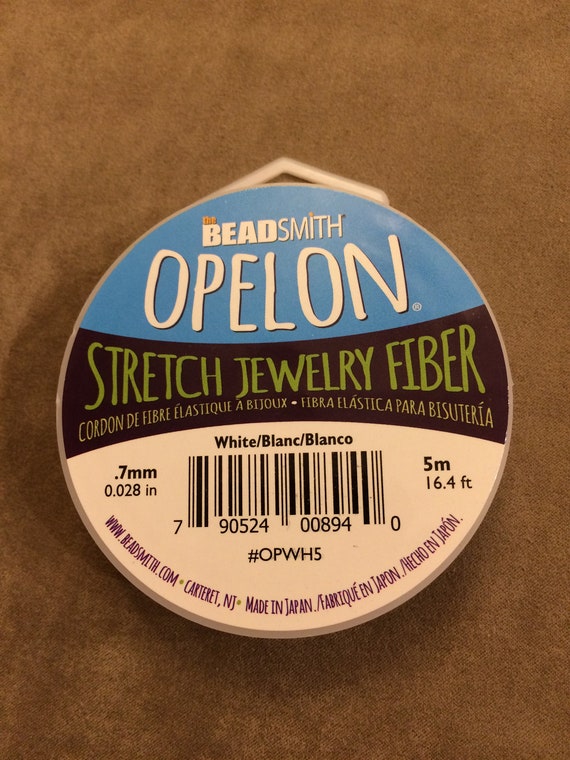 the BEADSMITH
OPELON®
STRETCH JEWELRY FIBER
CORDON DE FIBRE ÉLASTIQUE A BIJOUX • FIBRA ELÁSTICA PARA BISUTERÍA
White/Blanc/Blanco
.7mm
0.028 in
5m
16.4 ft
7 90524 00894 0
#OPWH5
WWW.BEADSMITH.COM • CARTERET, NJ • MADE IN JAPAN./FABRIQUÉ EN JAPON./HECHO EN JAPÓN.